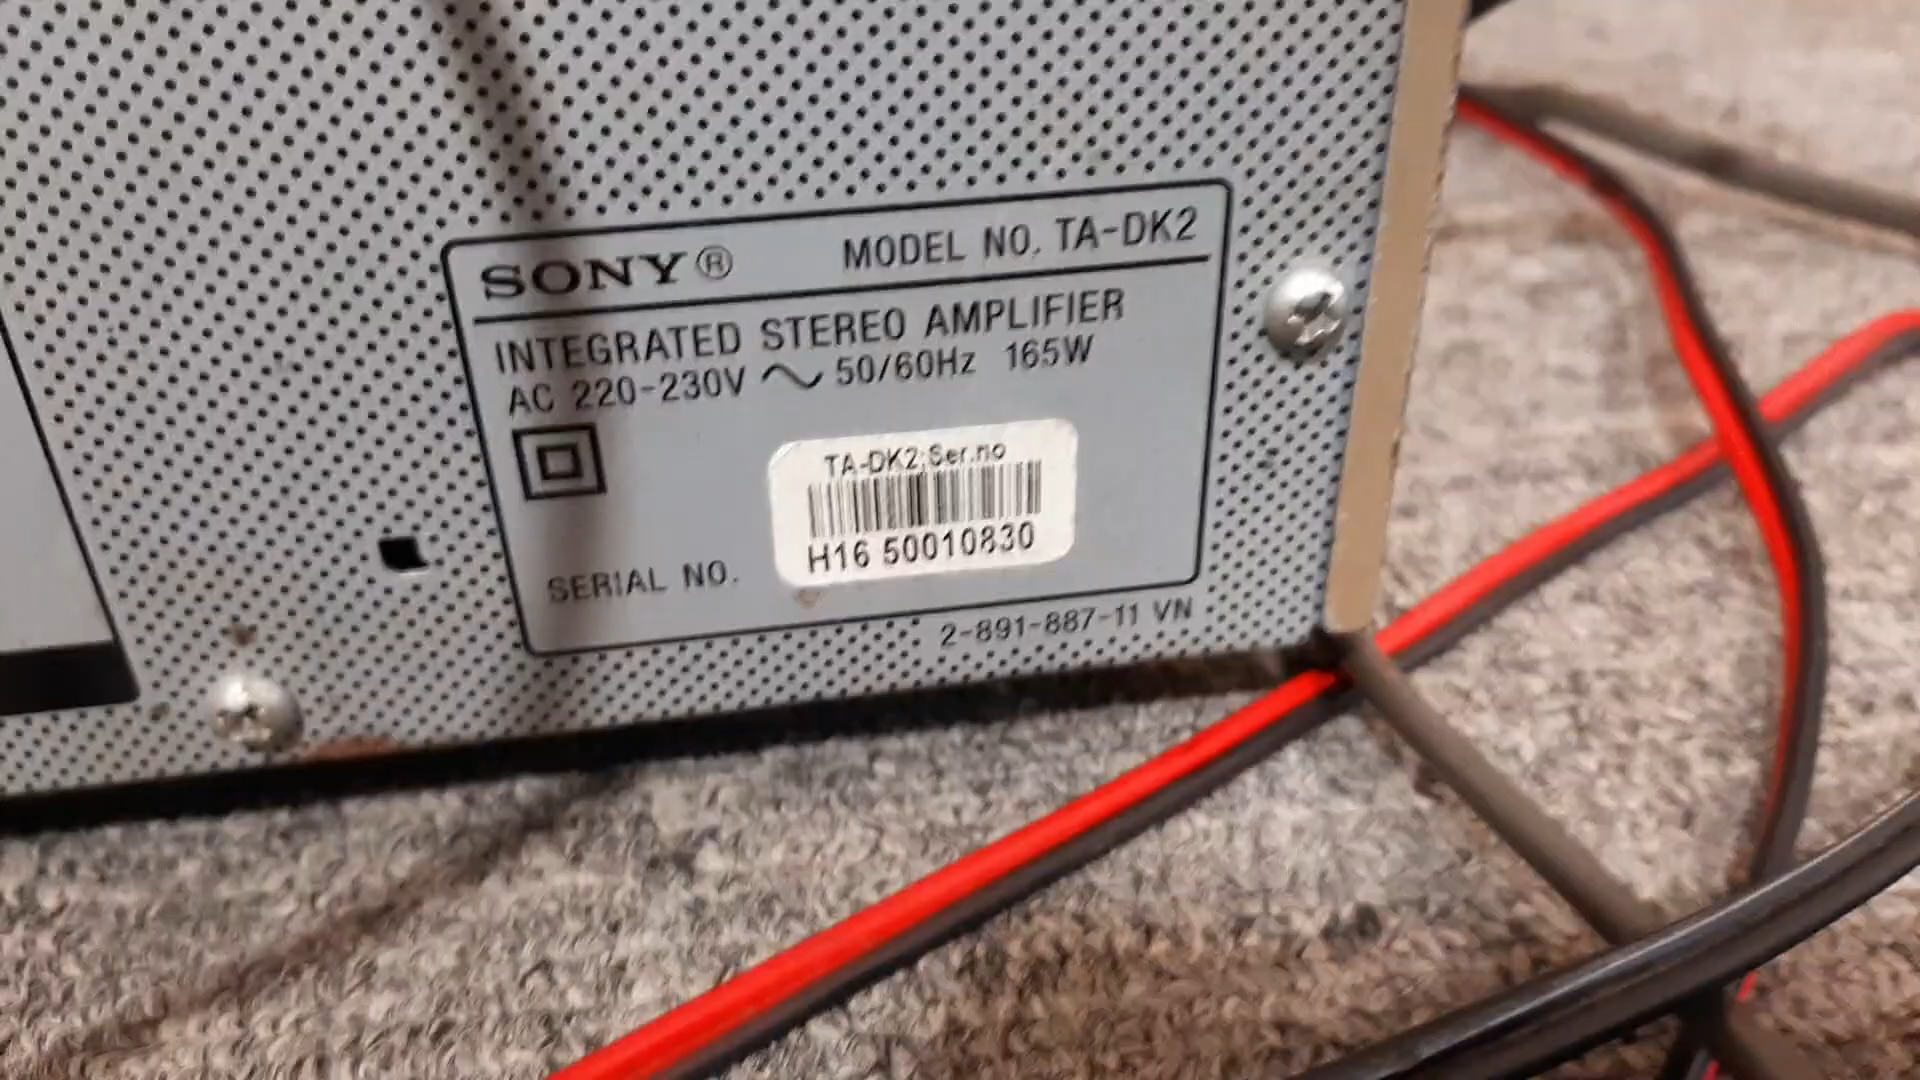 SONY® MODEL NO. TA-DK2
INTEGRATED STEREO AMPLIFIER
AC 220-230V ~ 50/60Hz 165W
TA-DK2;Ser.no
H16 50010830
SERIAL NO.
2-891-887-11 VN